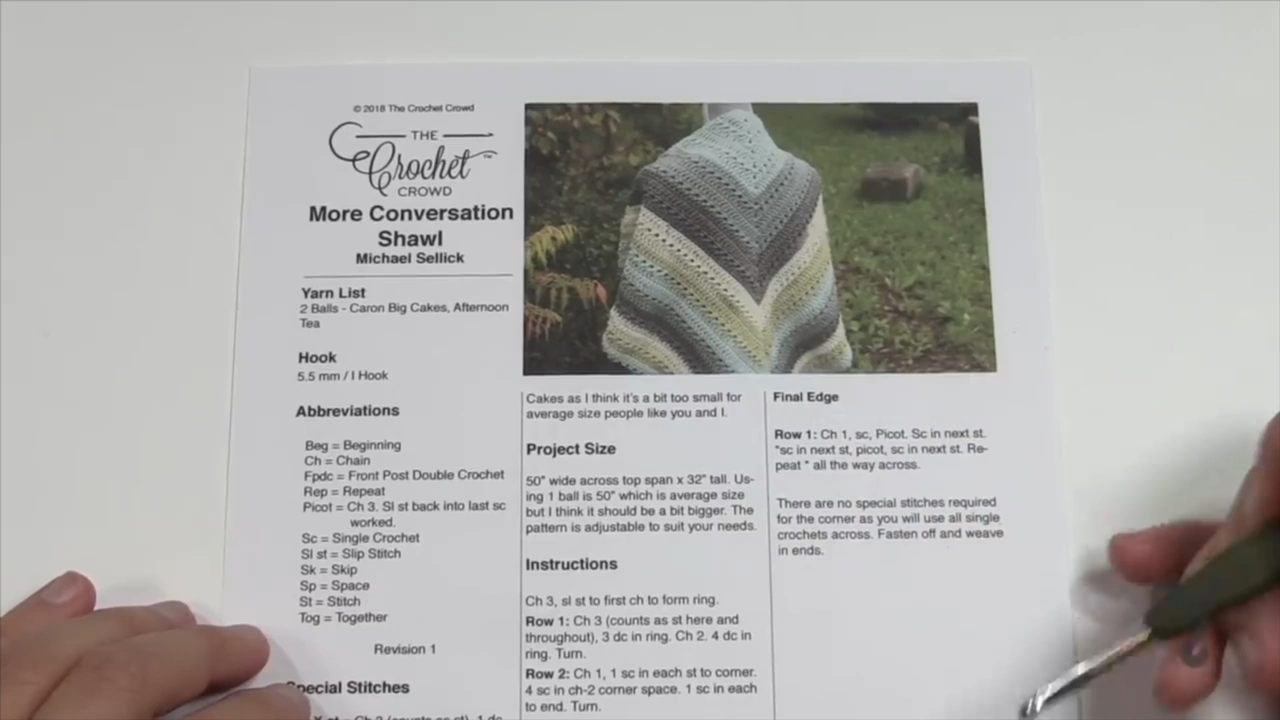 © 2018 The Crochet Crowd
THE
Crochet™
CROWD
More Conversation
Shawl
Michael Sellick
Yarn List
2 Balls - Caron Big Cakes, Afternoon
Tea
Hook
5.5 mm / I Hook
Abbreviations
Beg = Beginning
Ch = Chain
Fpdc = Front Post Double Crochet
Rep = Repeat
Picot = Ch 3. Sl st back into last sc
worked.
Sc = Single Crochet
Sl st = Slip Stitch
Sk = Skip
Sp = Space
St = Stitch
Tog = Together
Revision 1
Special Stitches
Cakes as I think it's a bit too small for
average size people like you and I.
Project Size
50" wide across top span x 32" tall. Us-
ing 1 ball is 50" which is average size
but I think it should be a bit bigger. The
pattern is adjustable to suit your needs.
Instructions
Ch 3, sl st to first ch to form ring.
Row 1: Ch 3 (counts as st here and
throughout), 3 dc in ring. Ch 2. 4 dc in
ring. Turn.
Row 2: Ch 1, 1 sc in each st to corner.
4 sc in ch-2 corner space. 1 sc in each
to end. Turn.
Final Edge
Row 1: Ch 1, sc, Picot. Sc in next st.
*sc in next st, picot, sc in next st. Re-
peat * all the way across.
There are no special stitches required
for the corner as you will use all single
crochets across. Fasten off and weave
in ends.